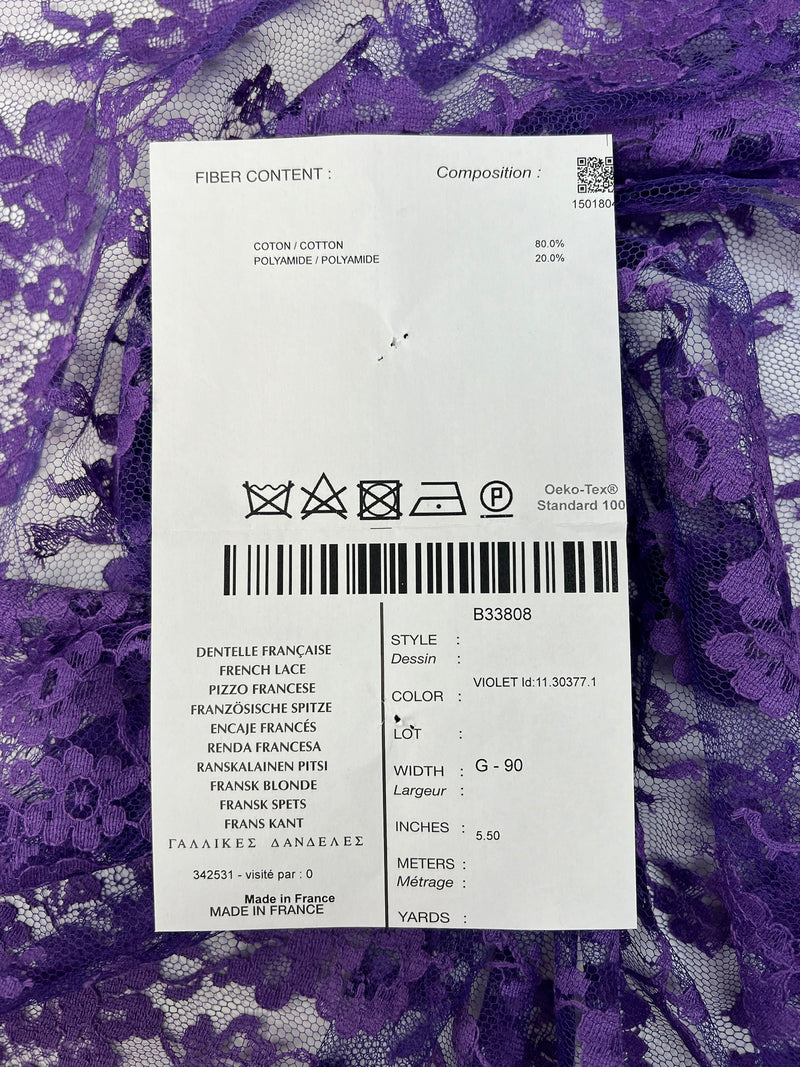 FIBER CONTENT :
Composition :
150180
COTON / COTTON 80.0%
POLYAMIDE / POLYAMIDE 20.0%
P
Oeko-Tex®
Standard 100
B33808
STYLE :
Dessin :
VIOLET Id:11.30377.1
COLOR :
LOT :
WIDTH : G - 90
Largeur :
INCHES : 5.50
METERS :
Métrage :
YARDS :
DENTELLE FRANÇAISE
FRENCH LACE
PIZZO FRANCESE
FRANZÖSISCHE SPITZE
ENCAJE FRANCÉS
RENDA FRANCESA
RANSKALAINEN PITSI
FRANSK BLONDE
FRANSK SPETS
FRANS KANT
ΓΑΛΛΙΚΕΣ ΔΑΝΔΕΛΕΣ
342531 - visité par : 0
Made in France
MADE IN FRANCE